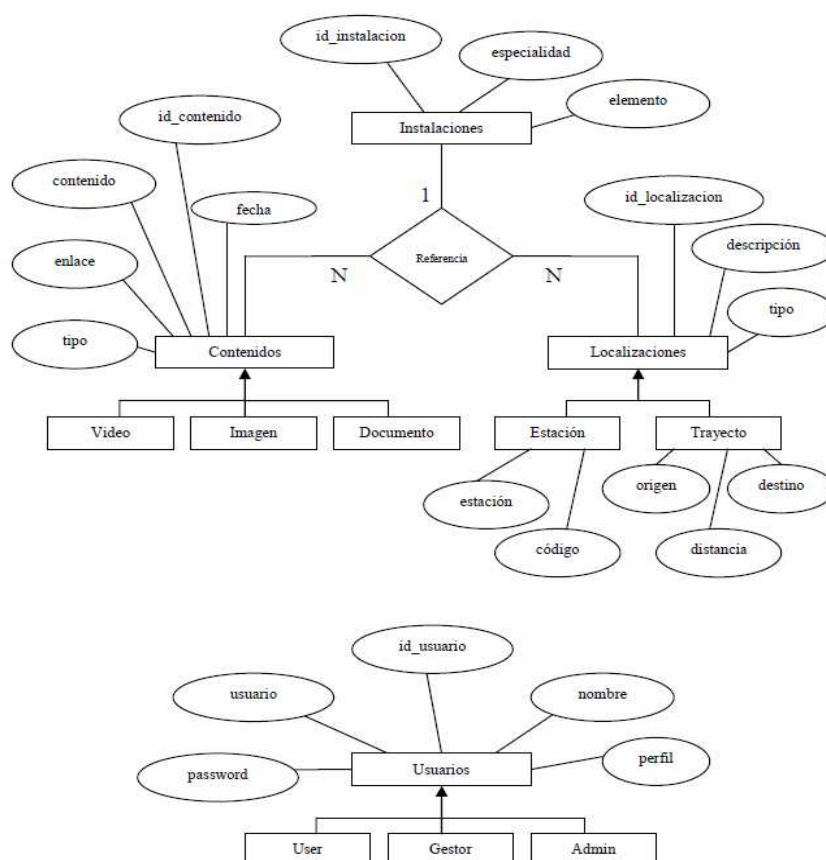 id_instalacion
especialidad
elemento
Instalaciones
id_contenido
contenido
fecha
enlace
tipo
1
id_localizacion
descripción
tipo
Referencia
N
N
Contenidos
Localizaciones
Video
Imagen
Documento
Estación
Trayecto
estación
código
origen
destino
distancia
id_usuario
usuario
nombre
password
perfil
Usuarios
User
Gestor
Admin